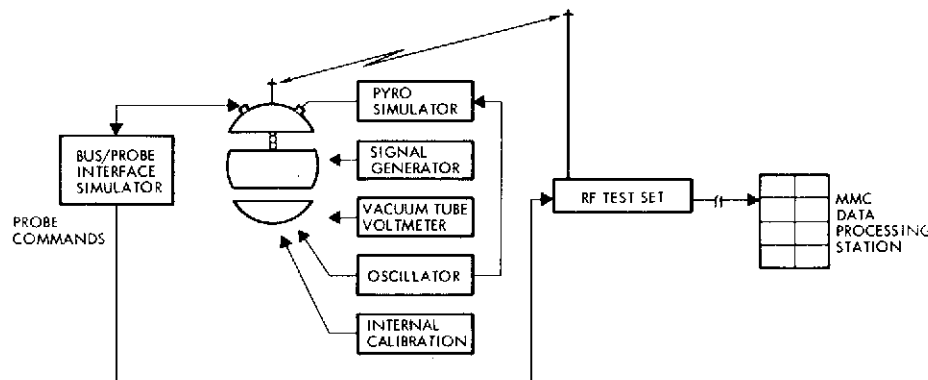 PYRO
SIMULATOR
BUS/PROBE
INTERFACE
SIMULATOR
SIGNAL
GENERATOR
PROBE
COMMANDS
VACUUM TUBE
VOLTMETER
OSCILLATOR
INTERNAL
CALIBRATION
RF TEST SET
MMC
DATA
PROCESSING
STATION